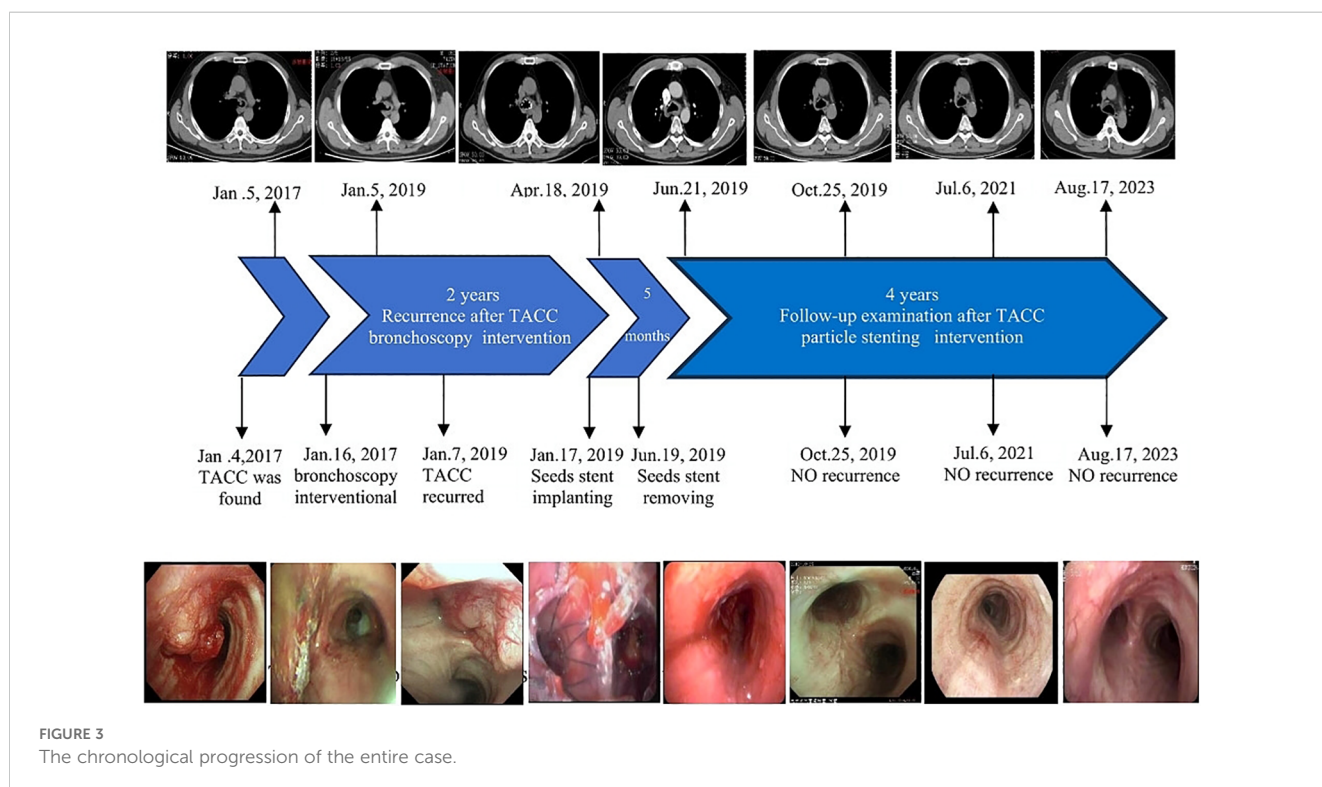 Jan .5, 2017
Jan.5, 2019
Apr.18, 2019
Jun.21, 2019
Oct.25, 2019
Jul.6, 2021
Aug.17, 2023
2 years
Recurrence after TACC
bronchoscopy intervention
5
months
4 years
Follow-up examination after TACC
particle stenting intervention
Jan .4,2017
TACC was
found
Jan.16, 2017
bronchoscopy
interventional
Jan.7, 2019
TACC
recurred
Jan.17, 2019
Seeds stent
implanting
Jun.19, 2019
Seeds stent
removing
Oct.25, 2019
NO recurrence
Jul.6, 2021
NO recurrence
Aug.17, 2023
NO recurrence
FIGURE 3
The chronological progression of the entire case.